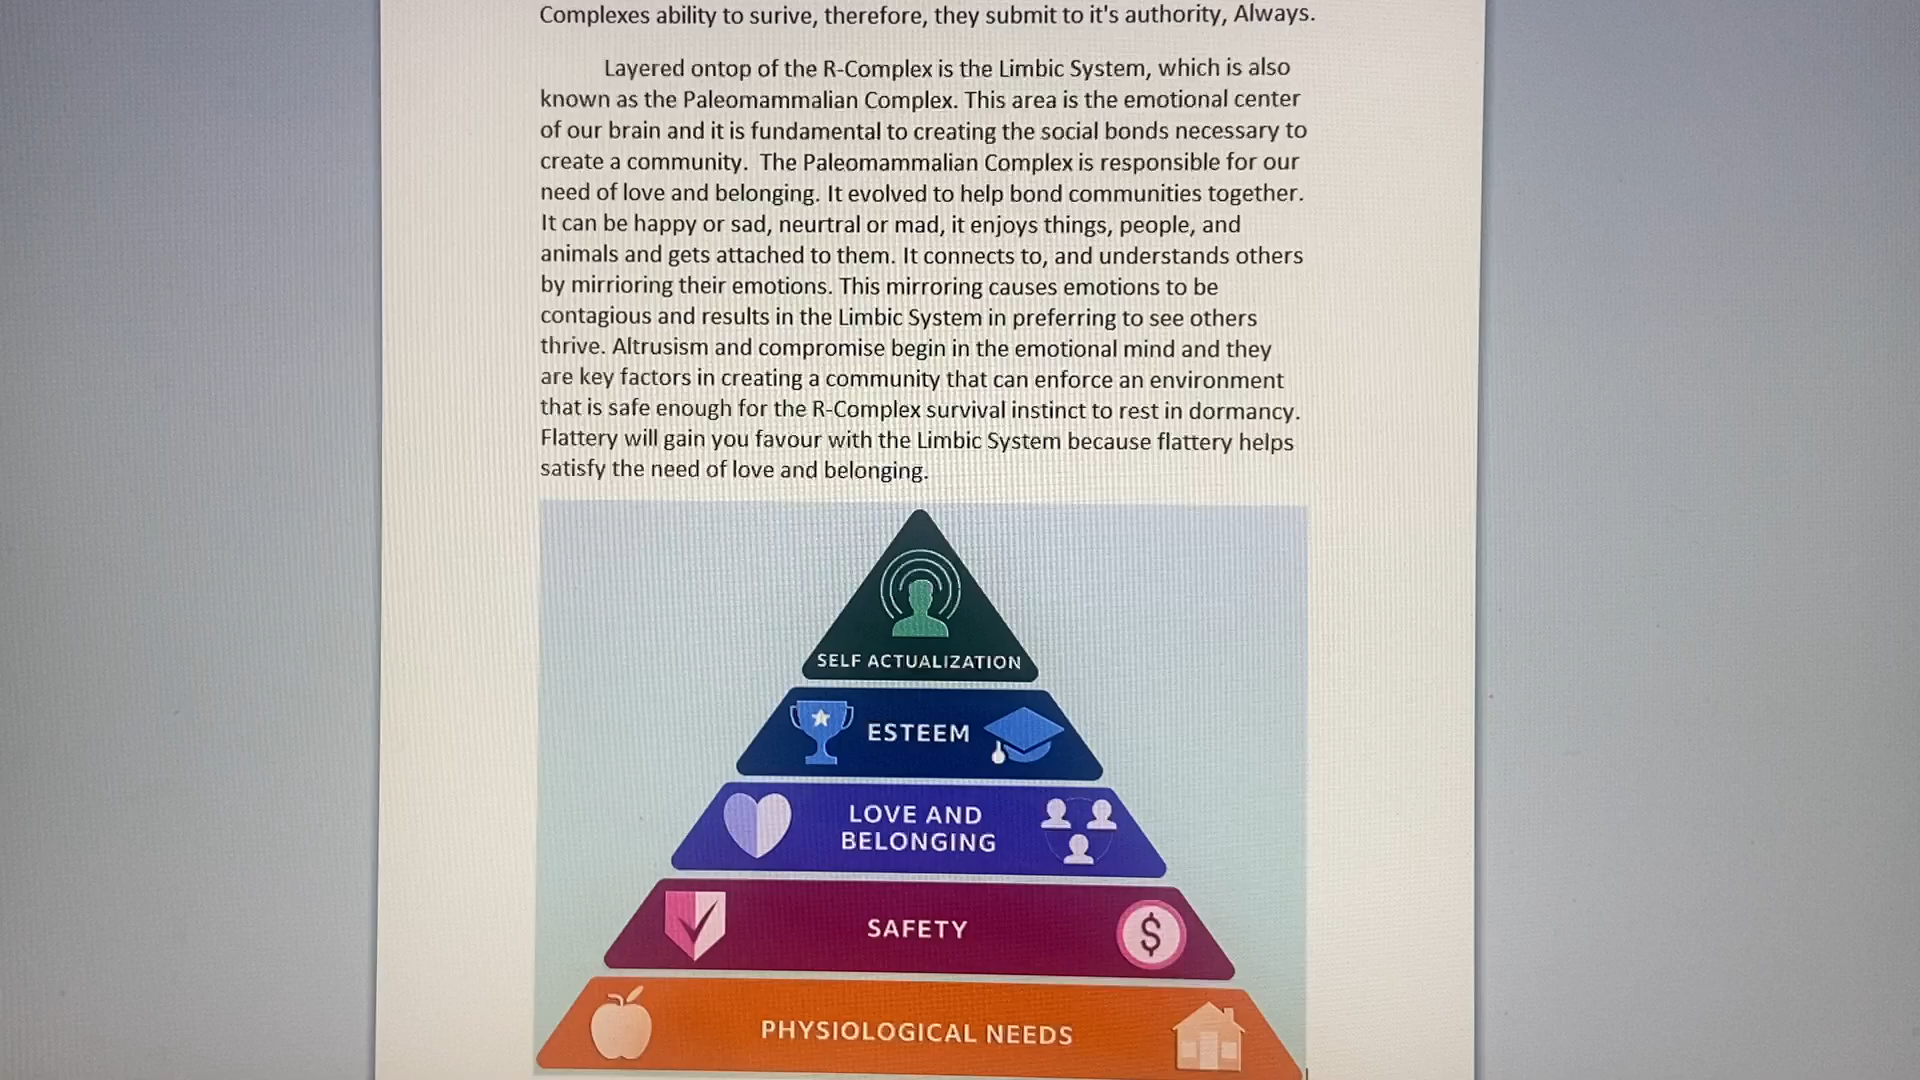 Complexes ability to surive, therefore, they submit to it's authority, Always.
Layered ontop of the R-Complex is the Limbic System, which is also
known as the Paleomammalian Complex. This area is the emotional center
of our brain and it is fundamental to creating the social bonds necessary to
create a community.  The Paleomammalian Complex is responsible for our
need of love and belonging. It evolved to help bond communities together.
It can be happy or sad, neurtral or mad, it enjoys things, people, and
animals and gets attached to them. It connects to, and understands others
by mirrioring their emotions. This mirroring causes emotions to be
contagious and results in the Limbic System in preferring to see others
thrive. Altrusism and compromise begin in the emotional mind and they
are key factors in creating a community that can enforce an environment
that is safe enough for the R-Complex survival instinct to rest in dormancy.
Flattery will gain you favour with the Limbic System because flattery helps
satisfy the need of love and belonging.
SELF ACTUALIZATION
ESTEEM
LOVE AND
BELONGING
SAFETY
$
PHYSIOLOGICAL NEEDS